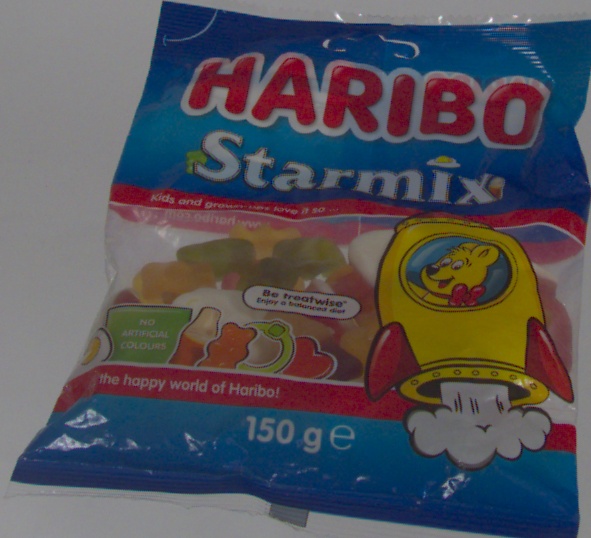 HARIBO
Starmix
Kids and grown-ups love it so ...
Be treatwise
Enjoy a balanced diet
NO
ARTIFICIAL
COLOURS
the happy world of Haribo!
150 g e